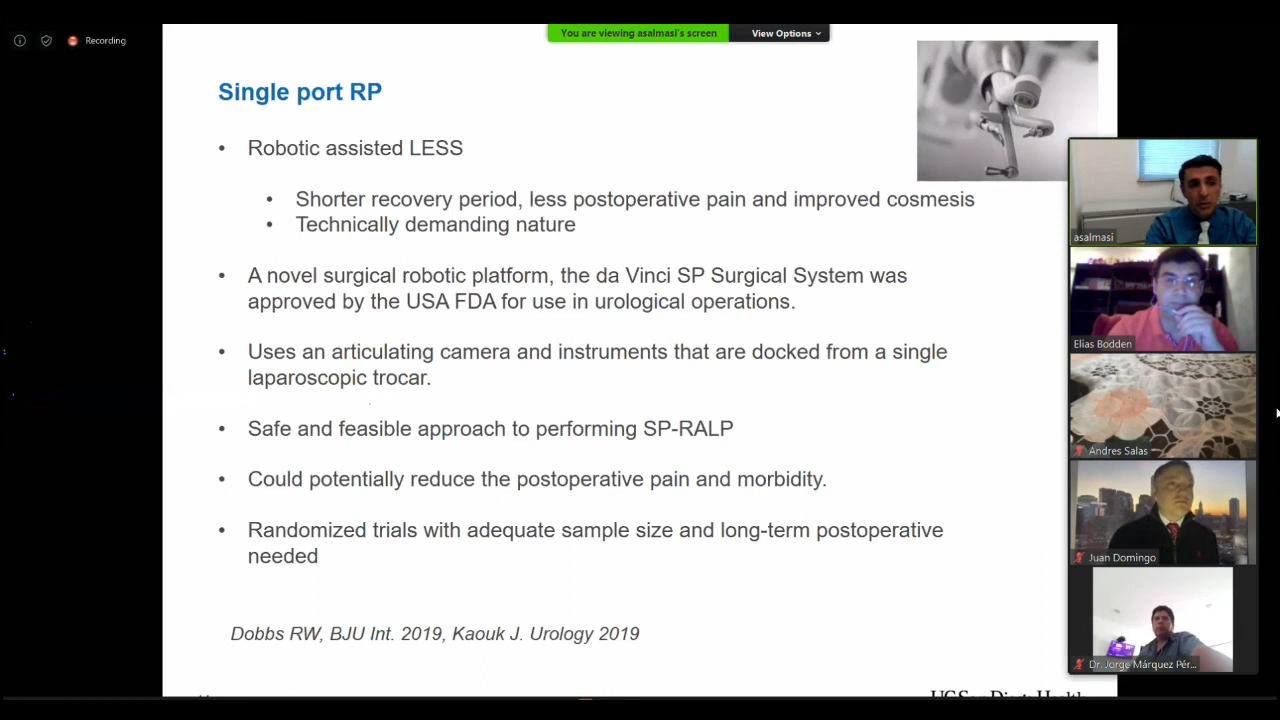 Recording
You are viewing asalmasi's screen
View Options
Single port RP
• Robotic assisted LESS
• Shorter recovery period, less postoperative pain and improved cosmesis
• Technically demanding nature
• A novel surgical robotic platform, the da Vinci SP Surgical System was
approved by the USA FDA for use in urological operations.
• Uses an articulating camera and instruments that are docked from a single
laparoscopic trocar.
• Safe and feasible approach to performing SP-RALP
• Could potentially reduce the postoperative pain and morbidity.
• Randomized trials with adequate sample size and long-term postoperative
needed
Dobbs RW, BJU Int. 2019, Kaouk J. Urology 2019
asalmasi
Elias Bodden
Andres Salas
Juan Domingo
Dr. Jorge Márquez Pér...
UC San Diego Health